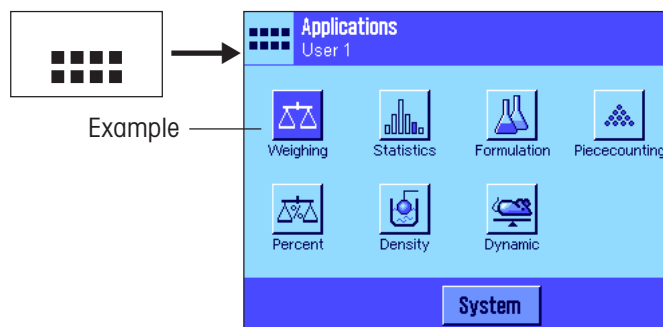 Applications
User 1
Example
Weighing Statistics Formulation Piececounting
Percent Density Dynamic
System